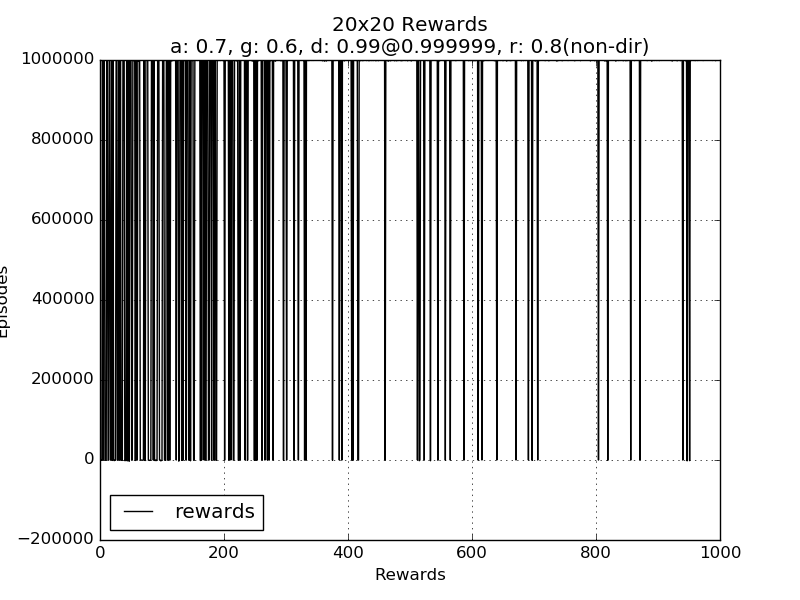 20x20 Rewards
a: 0.7, g: 0.6, d: 0.99@0.999999, r: 0.8(non-dir)
1000000
800000
600000
400000
200000
0
−200000
Episodes
rewards
0 200 400 600 800 1000
Rewards